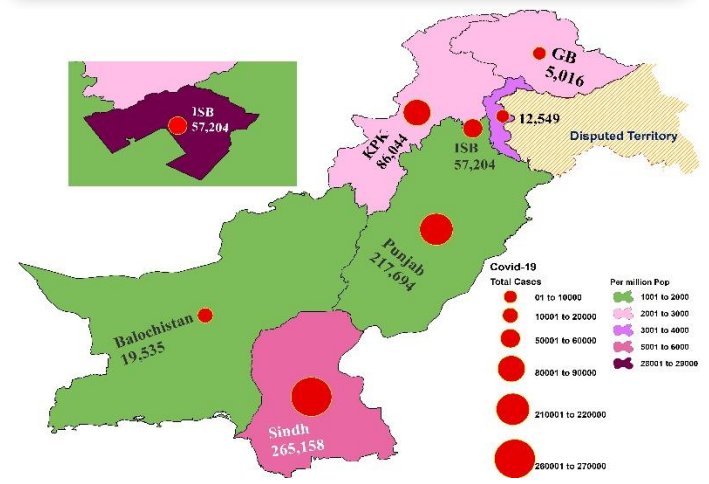 GB
5,016
ISB
57,204
12,549
Disputed Territory
KPK
86,044
ISB
57,204
Punjab
217,694
Balochistan
19,535
Sindh
265,158
Covid-19
Total Cases
01 to 10000
10001 to 20000
50001 to 60000
80001 to 90000
210001 to 220000
260001 to 270000
Per million Pop
1001 to 2000
2001 to 3000
3001 to 4000
5001 to 6000
28001 to 29000